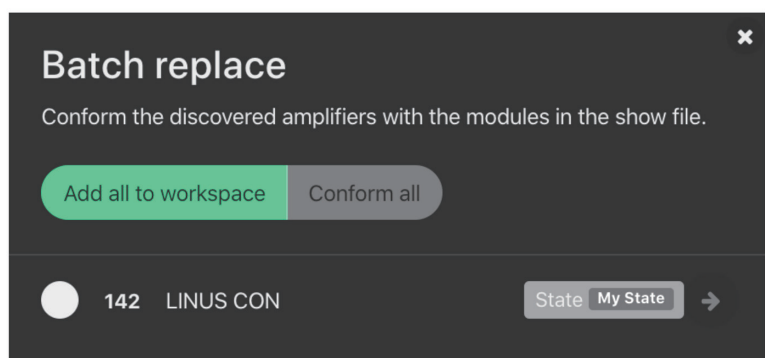 Batch replace
Conform the discovered amplifiers with the modules in the show file.
Add all to workspace Conform all
142 LINUS CON State My State